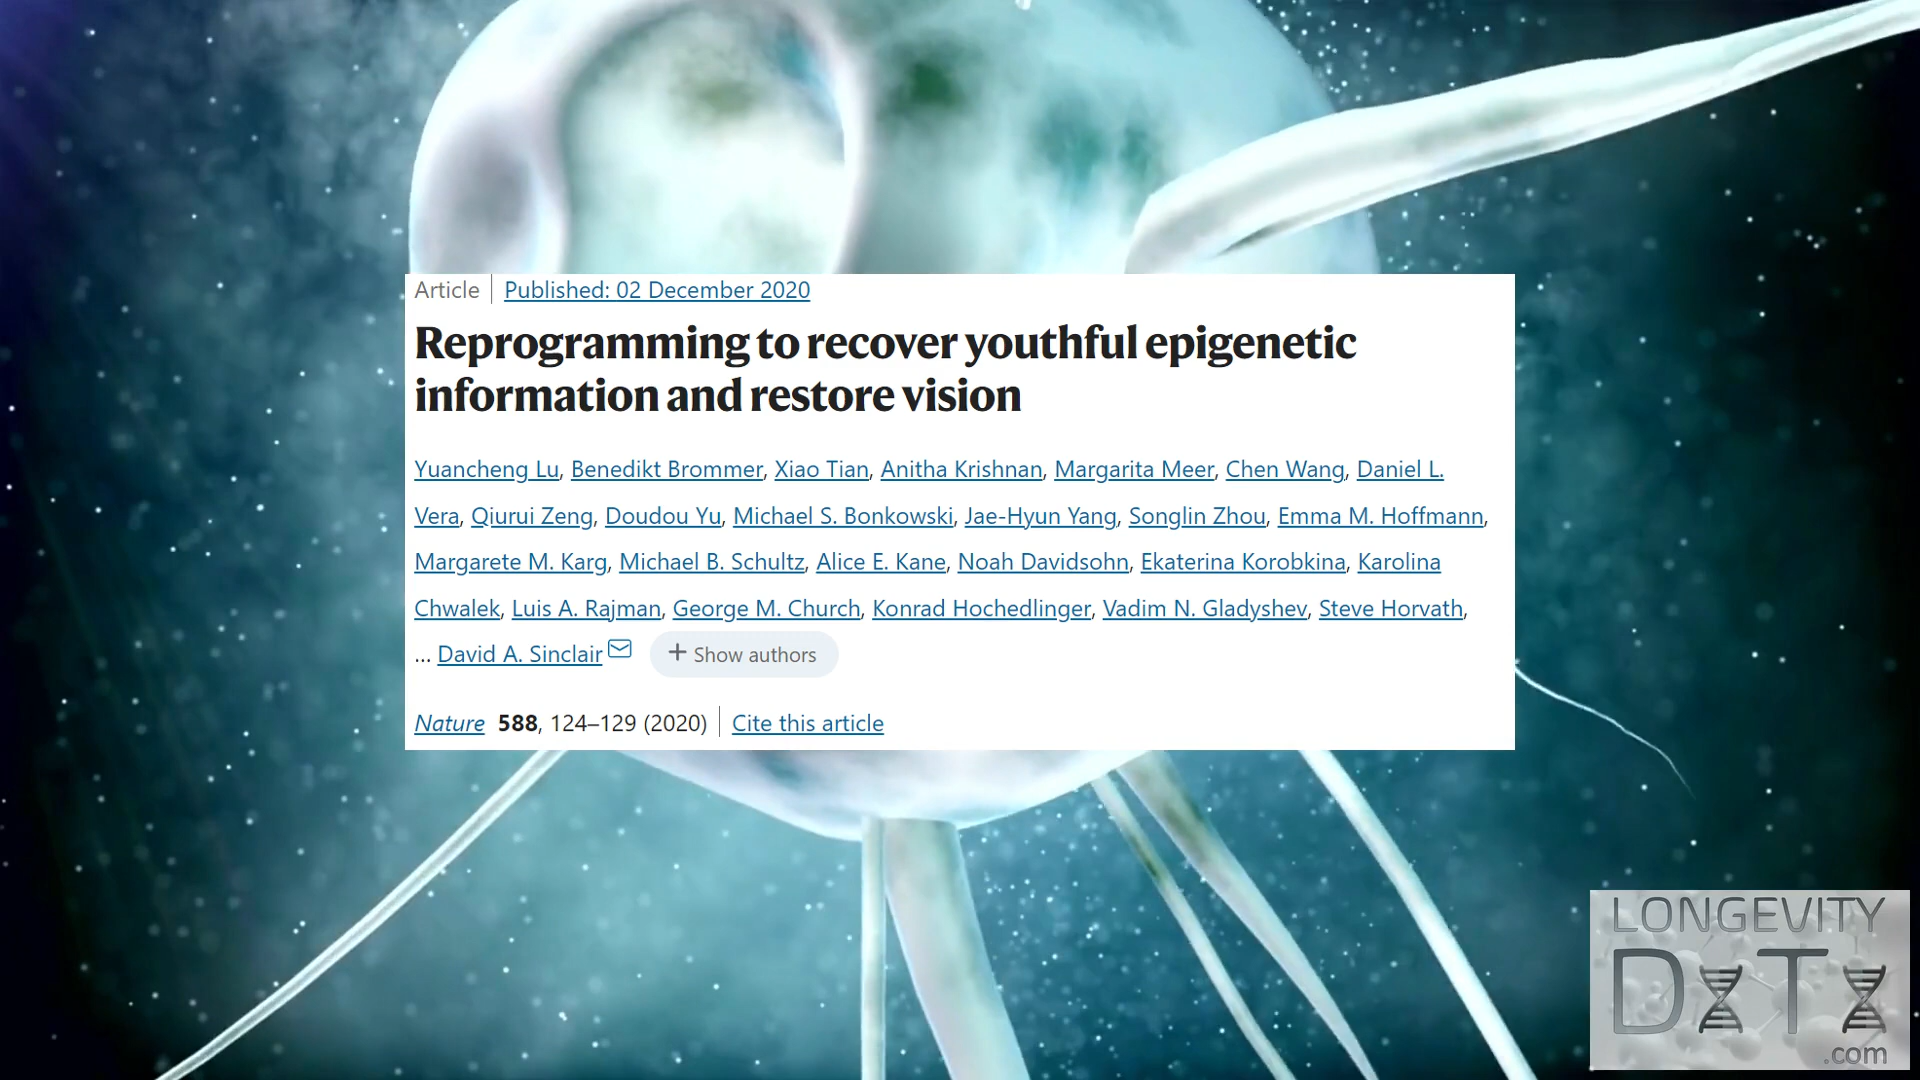 Article | Published: 02 December 2020
Reprogramming to recover youthful epigenetic
information and restore vision
Yuancheng Lu, Benedikt Brommer, Xiao Tian, Anitha Krishnan, Margarita Meer, Chen Wang, Daniel L.
Vera, Qiurui Zeng, Doudou Yu, Michael S. Bonkowski, Jae-Hyun Yang, Songlin Zhou, Emma M. Hoffmann,
Margarete M. Karg, Michael B. Schultz, Alice E. Kane, Noah Davidsohn, Ekaterina Korobkina, Karolina
Chwalek, Luis A. Rajman, George M. Church, Konrad Hochedlinger, Vadim N. Gladyshev, Steve Horvath,
... David A. Sinclair + Show authors
Nature 588, 124–129 (2020) | Cite this article
LONGEVITY
DATA
.com